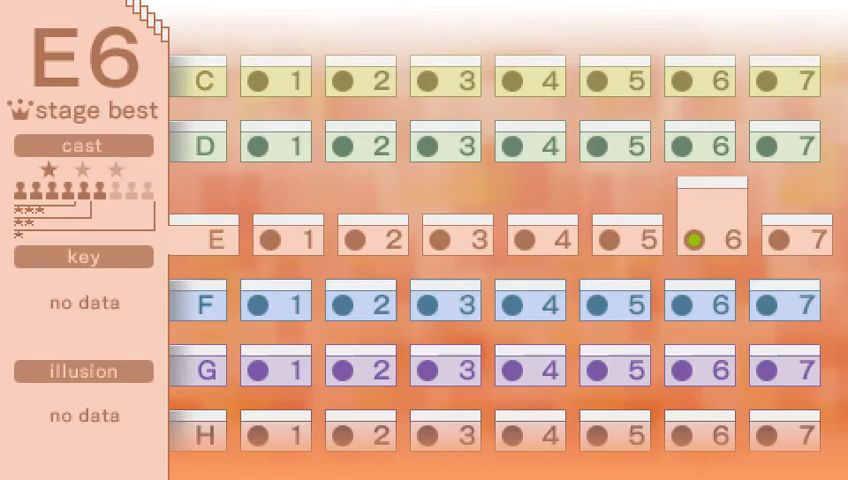 E6
stage best
cast
***
**
*
key
no data
illusion
no data
C 1 2 3 4 5 6 7
D 1 2 3 4 5 6 7
E 1 2 3 4 5 6 7
F 1 2 3 4 5 6 7
G 1 2 3 4 5 6 7
H 1 2 3 4 5 6 7